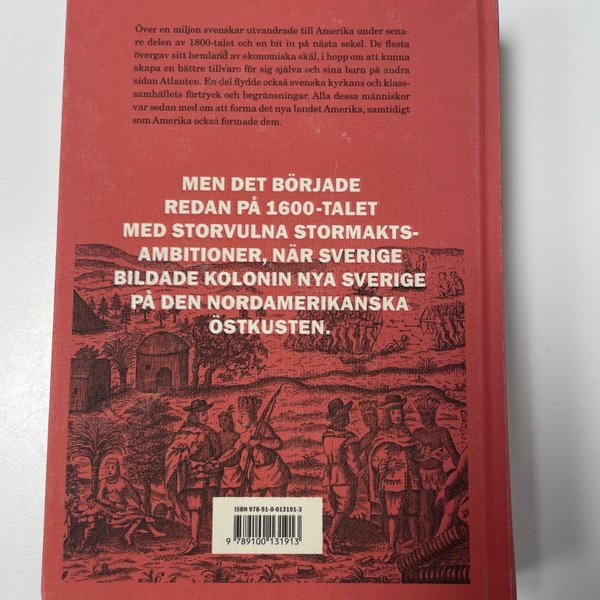 Över en miljon svenskar utvandrade till Amerika under sena-
re delen av 1800-talet och en bit in på nästa sekel. De flesta
övergav sitt hemland av ekonomiska skäl, i hopp om att kunna
skapa en bättre tillvaro för sig själva och sina barn på andra
sidan Atlanten. En del flydde också svenska kyrkans och klass-
samhällets förtryck och begränsningar. Alla dessa människor
var sedan med om att forma det nya landet Amerika, samtidigt
som Amerika också formade dem.
MEN DET BÖRJADE
REDAN PÅ 1600-TALET
MED STORVULNA STORMAKTS-
AMBITIONER, NÄR SVERIGE
BILDADE KOLONIN NYA SVERIGE
PÅ DEN NORDAMERIKANSKA
ÖSTKUSTEN.
ISBN 978-91-0-013191-3
9 789100 131913